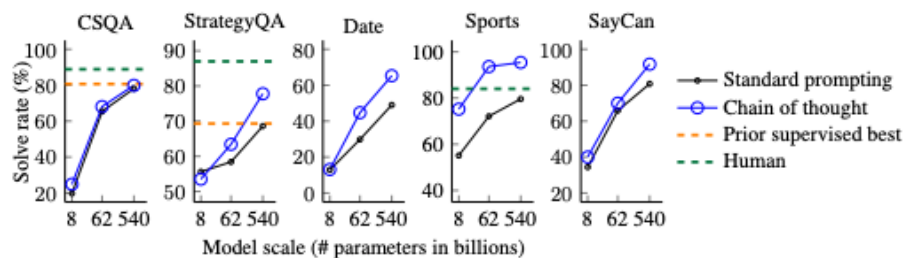 CSQA
StrategyQA
Date
Sports
SayCan
Solve rate (%)
100
80
60
40
20
8 62 540
90
80
70
60
50
8 62 540
80
60
40
20
0
8 62 540
100
80
60
40
8 62 540
100
80
60
40
20
8 62 540
Model scale (# parameters in billions)
Standard prompting
Chain of thought
Prior supervised best
Human